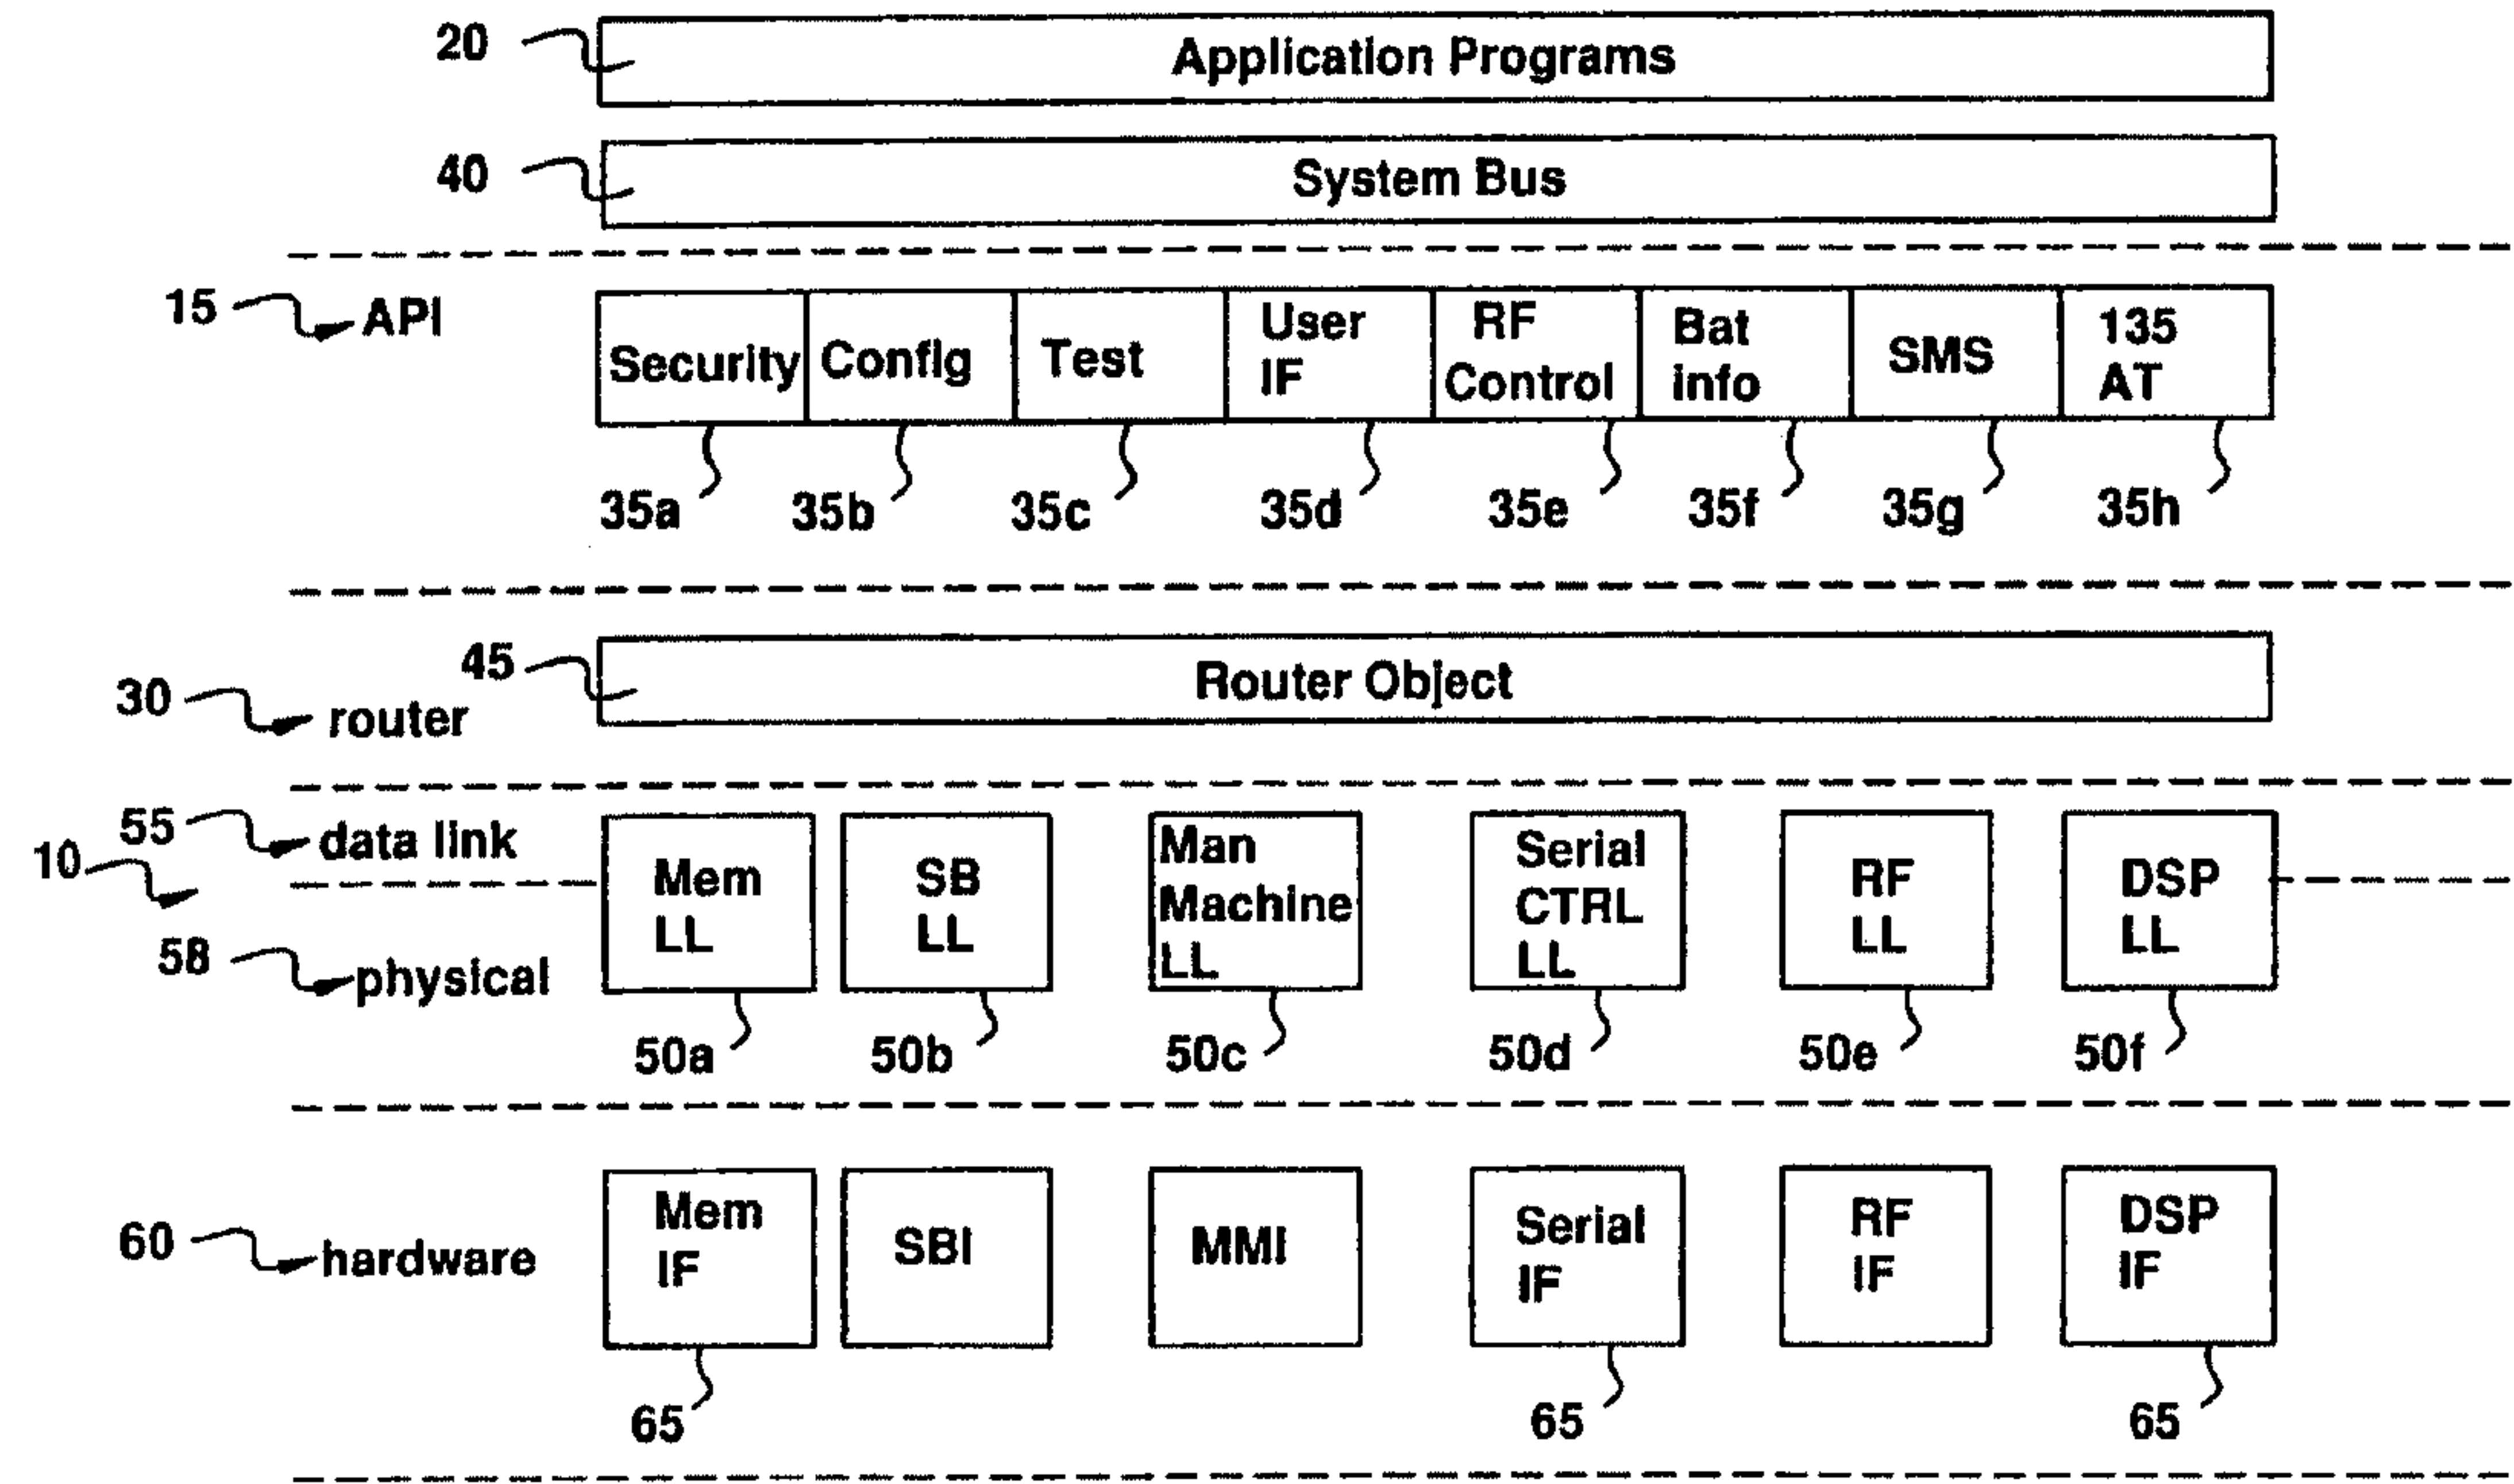 20 Application Programs
40 System Bus
15 API
Security Config Test User IF RF Control Bat info SMS 135 AT
35a 35b 35c 35d 35e 35f 35g 35h
45 Router Object
30 router
55 data link
10
58 physical
Mem LL
SB LL
Man Machine LL
Serial CTRL LL
RF LL
DSP LL
50a 50b 50c 50d 50e 50f
60 hardware
Mem IF
SBI
MMI
Serial IF
RF IF
DSP IF
65 65 65